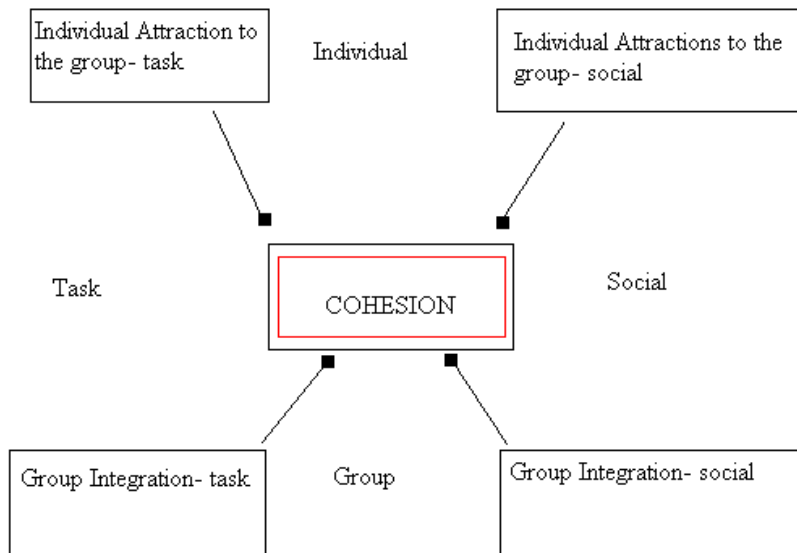 Individual Attraction to
the group- task
Individual
Individual Attractions to the
group- social
Task
Social
COHESION
Group Integration- task
Group
Group Integration- social